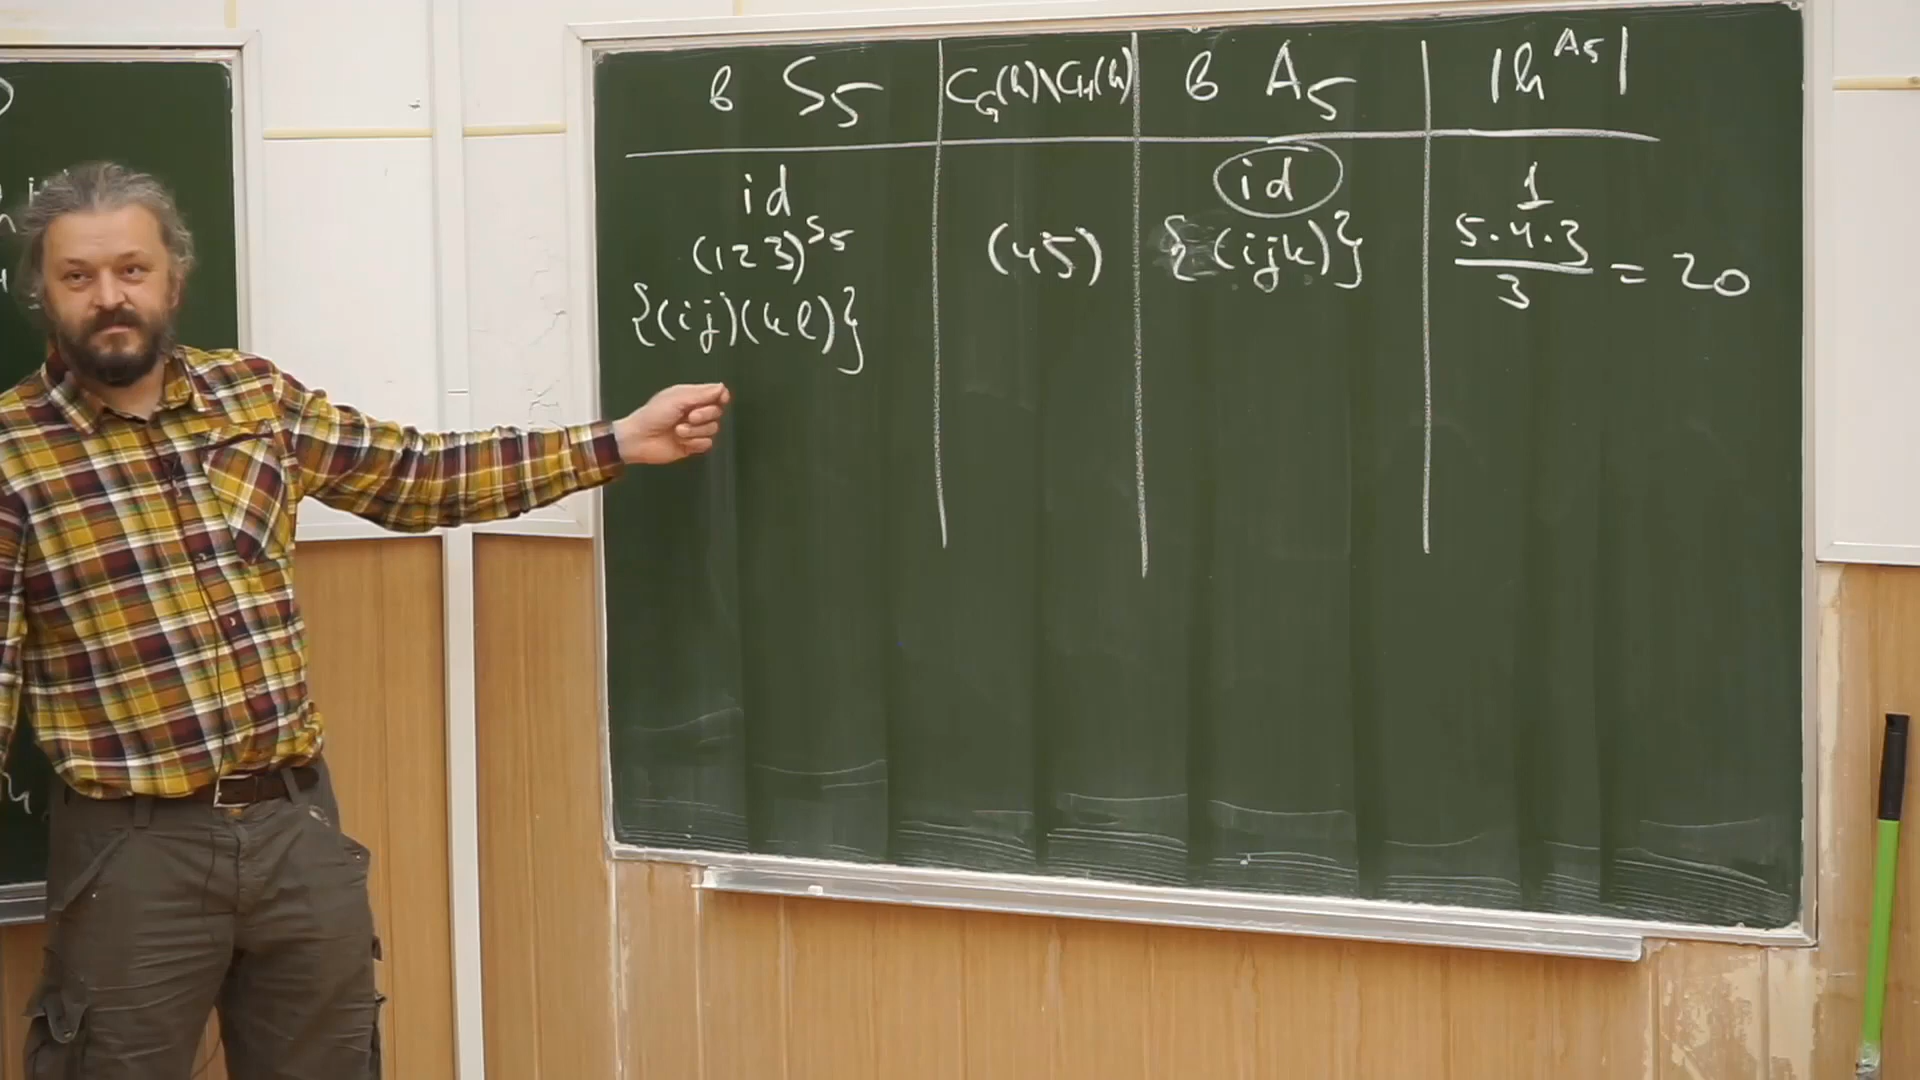 в S₅ | C_G(h)\C_H(h) | в A₅ | |h^{A₅}|
id | | id | 1
(123)^{S₅} | (45) | {(ijk)} | 5·4·3 / 3 = 20
{(ij)(kl)}